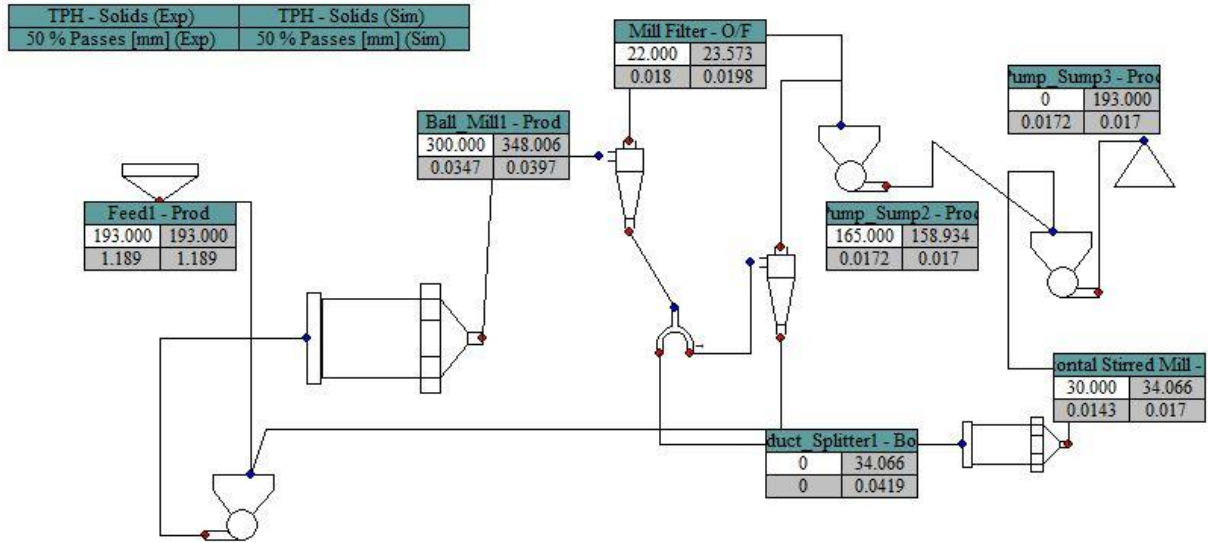 TPH - Solids (Exp) TPH - Solids (Sim)
50 % Passes [mm] (Exp) 50 % Passes [mm] (Sim)
Mill Filter - O/F
22.000 23.573
0.018 0.0198
Pump_Sump3 - Proc
0 193.000
0.0172 0.017
Ball_Mill1 - Prod
300.000 348.006
0.0347 0.0397
Feed1 - Prod
193.000 193.000
1.189 1.189
Pump_Sump2 - Proc
165.000 158.934
0.0172 0.017
ontal Stirred Mill -
30.000 34.066
0.0143 0.017
duct_Splitter1 - Bo
0 34.066
0 0.0419